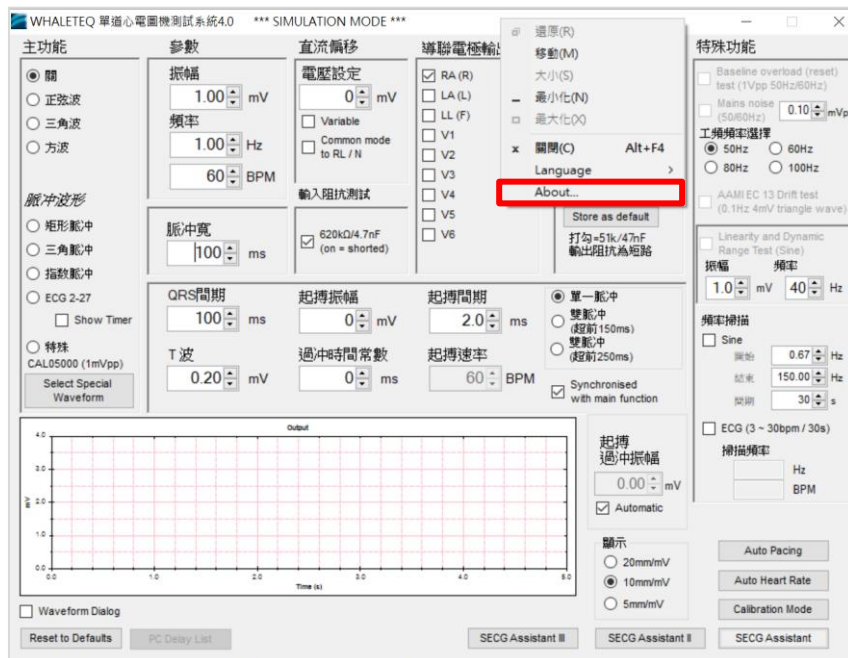 WHALETEQ 單道心電圖機測試系統4.0 *** SIMULATION MODE ***
還原(R)
移動(M)
大小(S)
最小化(N)
最大化(X)
關閉(C) Alt+F4
Language
About...
主功能
關
正弦波
三角波
方波
脈冲波形
矩形脈冲
三角脈冲
指數脈冲
ECG 2-27
Show Timer
特殊
CAL05000 (1mVpp)
Select Special
Waveform
參數
振幅
1.00 mV
頻率
1.00 Hz
60 BPM
脈冲寬
100 ms
直流偏移
電壓設定
0 mV
Variable
Common mode
to RL / N
輸入阻抗測試
620kΩ/4.7nF
(on = shorted)
導聯電極輸出
RA (R)
LA (L)
LL (F)
V1
V2
V3
V4
V5
V6
Store as default
打勾=51k/47nF
輸出阻抗為短路
QRS間期
100 ms
T 波
0.20 mV
起搏振幅
0 mV
過冲時間常數
0 ms
起搏間期
2.0 ms
起搏速率
60 BPM
單一脈冲
雙脈冲
(超前150ms)
雙脈冲
(超前250ms)
Synchronised
with main function
特殊功能
Baseline overload (reset)
test (1Vpp 50Hz/60Hz)
Mains noise
(50/60Hz) 0.10 mVp
工頻頻率選擇
50Hz 60Hz
80Hz 100Hz
AAMI EC 13 Drift test
(0.1Hz 4mV triangle wave)
Linearity and Dynamic
Range Test (Sine)
振幅 頻率
1.0 mV 40 Hz
頻率掃描
Sine
開始 0.67 Hz
結束 150.00 Hz
間期 30 s
ECG (3 ~ 30bpm / 30s)
掃描頻率
Hz
BPM
Output
4.0
3.0
2.0
1.0
0.0
mV
0.0 1.0 2.0 3.0 4.0 5.0
Time (s)
起搏
過冲振幅
0.00 mV
Automatic
顯示
20mm/mV
10mm/mV
5mm/mV
Auto Pacing
Auto Heart Rate
Calibration Mode
Waveform Dialog
Reset to Defaults PC Delay List SECG Assistant III SECG Assistant II SECG Assistant